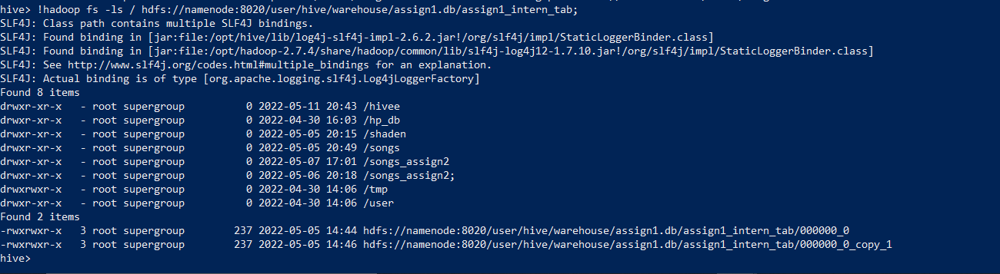 hive> !hadoop fs -ls / hdfs://namenode:8020/user/hive/warehouse/assign1.db/assign1_intern_tab;
SLF4J: Class path contains multiple SLF4J bindings.
SLF4J: Found binding in [jar:file:/opt/hive/lib/log4j-slf4j-impl-2.6.2.jar!/org/slf4j/impl/StaticLoggerBinder.class]
SLF4J: Found binding in [jar:file:/opt/hadoop-2.7.4/share/hadoop/common/lib/slf4j-log4j12-1.7.10.jar!/org/slf4j/impl/StaticLoggerBinder.class]
SLF4J: See http://www.slf4j.org/codes.html#multiple_bindings for an explanation.
SLF4J: Actual binding is of type [org.apache.logging.slf4j.Log4jLoggerFactory]
Found 8 items
drwxr-xr-x   - root supergroup          0 2022-05-11 20:43 /hivee
drwxr-xr-x   - root supergroup          0 2022-04-30 16:03 /hp_db
drwxr-xr-x   - root supergroup          0 2022-05-05 20:15 /shaden
drwxr-xr-x   - root supergroup          0 2022-05-05 20:49 /songs
drwxr-xr-x   - root supergroup          0 2022-05-07 17:01 /songs_assign2
drwxr-xr-x   - root supergroup          0 2022-05-06 20:18 /songs_assign2;
drwxrwxr-x   - root supergroup          0 2022-04-30 14:06 /tmp
drwxr-xr-x   - root supergroup          0 2022-04-30 14:06 /user
Found 2 items
-rwxrwxr-x   3 root supergroup        237 2022-05-05 14:44 hdfs://namenode:8020/user/hive/warehouse/assign1.db/assign1_intern_tab/000000_0
-rwxrwxr-x   3 root supergroup        237 2022-05-05 14:46 hdfs://namenode:8020/user/hive/warehouse/assign1.db/assign1_intern_tab/000000_0_copy_1
hive>